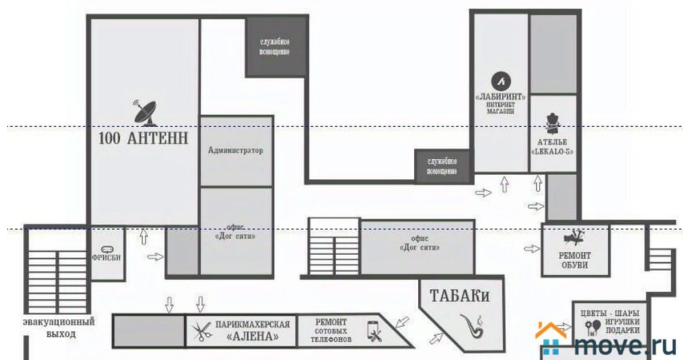 служебное
помещение
100 АНТЕНН
Администратор
офис
«Дог сити»
ФРИСБИ
«ЛАБИРИНТ»
ИНТЕРНЕТ
МАГАЗИН
АТЕЛЬЕ
«LEKALO-S»
служебное
помещение
офис
«Дог сити»
РЕМОНТ
ОБУВИ
ТАБАКи
ЦВЕТЫ - ШАРЫ
ИГРУШКИ
ПОДАРКИ
эвакуационный
выход
ПАРИКМАХЕРСКАЯ
«АЛЕНА»
РЕМОНТ
СОТОВЫХ
ТЕЛЕФОНОВ
move.ru